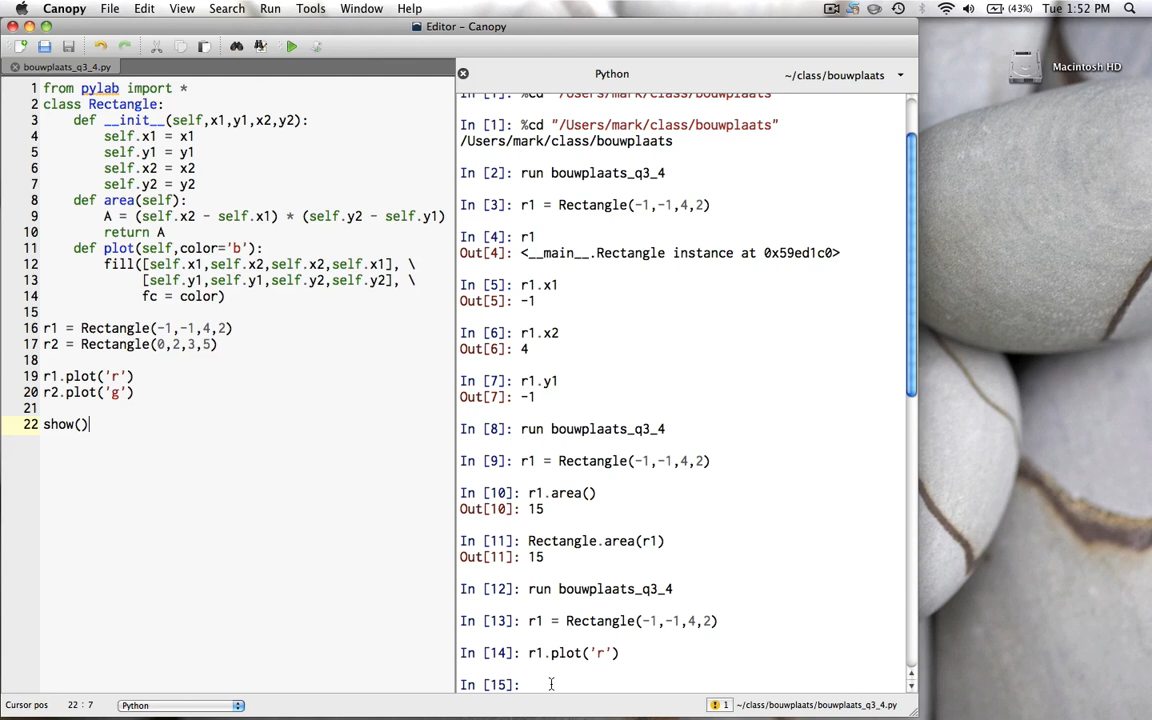 Canopy File Edit View Search Run Tools Window Help (43%) Tue 1:52 PM
Editor - Canopy
bouwplaats_q3_4.py
1 from pylab import *
2 class Rectangle:
3 def __init__(self,x1,y1,x2,y2):
4 self.x1 = x1
5 self.y1 = y1
6 self.x2 = x2
7 self.y2 = y2
8 def area(self):
9 A = (self.x2 - self.x1) * (self.y2 - self.y1)
10 return A
11 def plot(self,color='b'):
12 fill([self.x1,self.x2,self.x2,self.x1], \
13 [self.y1,self.y1,self.y2,self.y2], \
14 fc = color)
15
16 r1 = Rectangle(-1,-1,4,2)
17 r2 = Rectangle(0,2,3,5)
18
19 r1.plot('r')
20 r2.plot('g')
21
22 show()
Python ~/class/bouwplaats
In [1]: %cd "/Users/mark/class/bouwplaats"
In [1]: %cd "/Users/mark/class/bouwplaats"
/Users/mark/class/bouwplaats
In [2]: run bouwplaats_q3_4
In [3]: r1 = Rectangle(-1,-1,4,2)
In [4]: r1
Out[4]: <__main__.Rectangle instance at 0x59ed1c0>
In [5]: r1.x1
Out[5]: -1
In [6]: r1.x2
Out[6]: 4
In [7]: r1.y1
Out[7]: -1
In [8]: run bouwplaats_q3_4
In [9]: r1 = Rectangle(-1,-1,4,2)
In [10]: r1.area()
Out[10]: 15
In [11]: Rectangle.area(r1)
Out[11]: 15
In [12]: run bouwplaats_q3_4
In [13]: r1 = Rectangle(-1,-1,4,2)
In [14]: r1.plot('r')
In [15]:
Macintosh HD
Cursor pos 22 : 7 Python 1 ~/class/bouwplaats/bouwplaats_q3_4.py